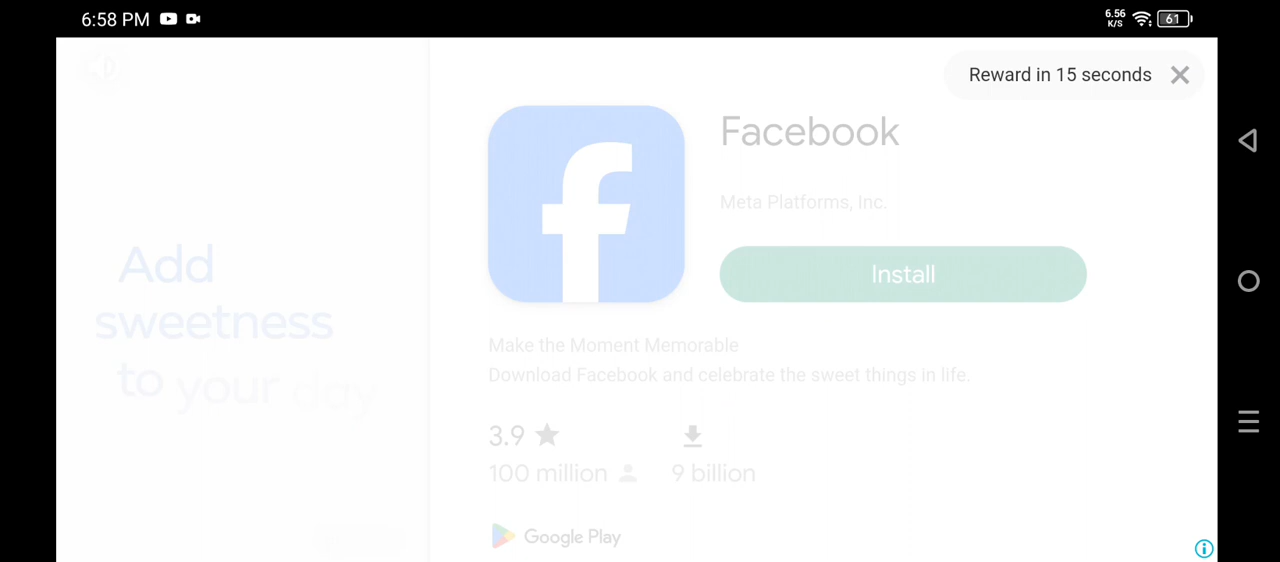 6:58 PM
6.56
K/S
61
Reward in 15 seconds
Facebook
Meta Platforms, Inc.
Install
Add
sweetness
to your day
Make the Moment Memorable
Download Facebook and celebrate the sweet things in life.
3.9
100 million
9 billion
Google Play